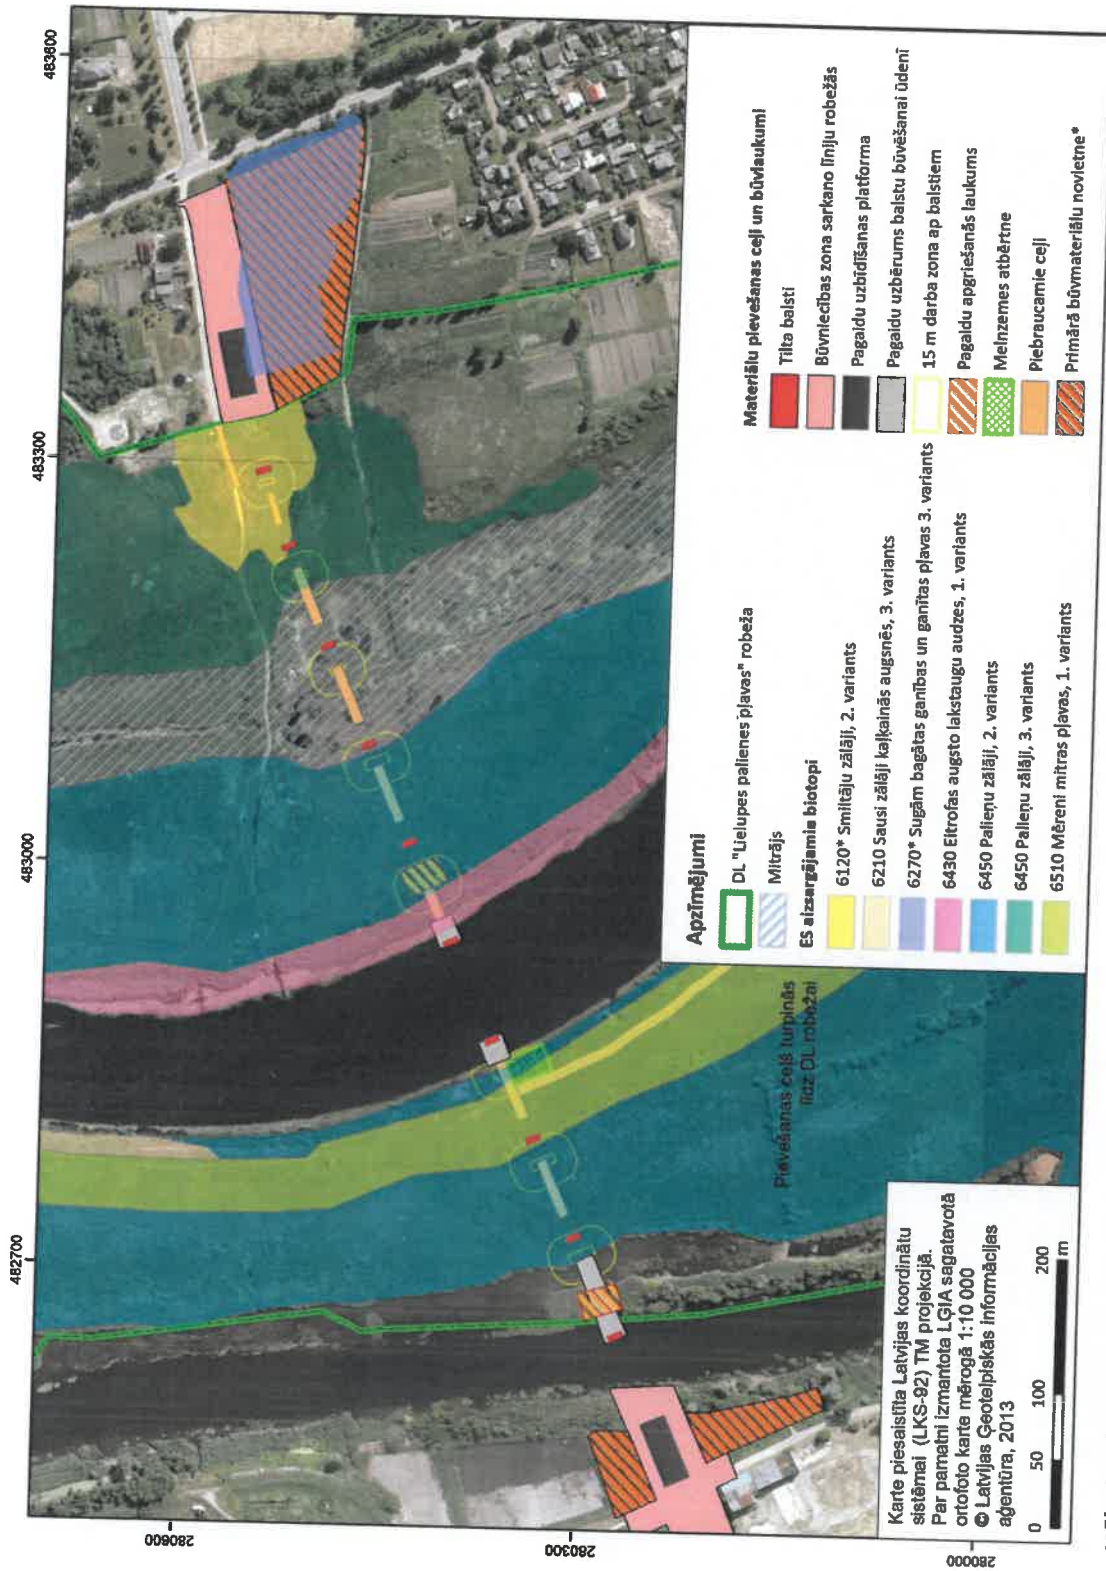 483600
483300
483000
482700
280600
280300
280000
Pievešanas ceļš turpinās
līdz DL robežai
Apzīmējumi
DL "Lielupes palienes pļavas" robeža
Mitrājs
ES aizsargājamie biotopi
6120* Smiltāju zālāji, 2. variants
6210 Sausi zālāji kaļķainās augsnēs, 3. variants
6270* Sugām bagātas ganības un ganītas pļavas 3. variants
6430 Eitrofas augsto lakstaugu audzes, 1. variants
6450 Palieņu zālāji, 2. variants
6450 Palieņu zālāji, 3. variants
6510 Mēreni mitras pļavas, 1. variants
Materiālu pievešanas ceļi un būvlaukumi
Tilta balsti
Būvniecības zona sarkano līniju robežās
Pagaidu uzbīdīšanas platforma
Pagaidu uzbērums balstu būvēšanai ūdenī
15 m darba zona ap balstiem
Pagaidu apgriešanās laukums
Melnzemes atbērtne
Piebraucamie ceļi
Primārā būvmateriālu novietne*
Karte piesaistīta Latvijas koordinātu
sistēmai (LKS-92) TM projekcijā.
Par pamatni izmantota LĢIA sagatavotā
ortofoto karte mērogā 1:10 000
© Latvijas Ģeotelpiskās informācijas
aģentūra, 2013
0 50 100 200
m